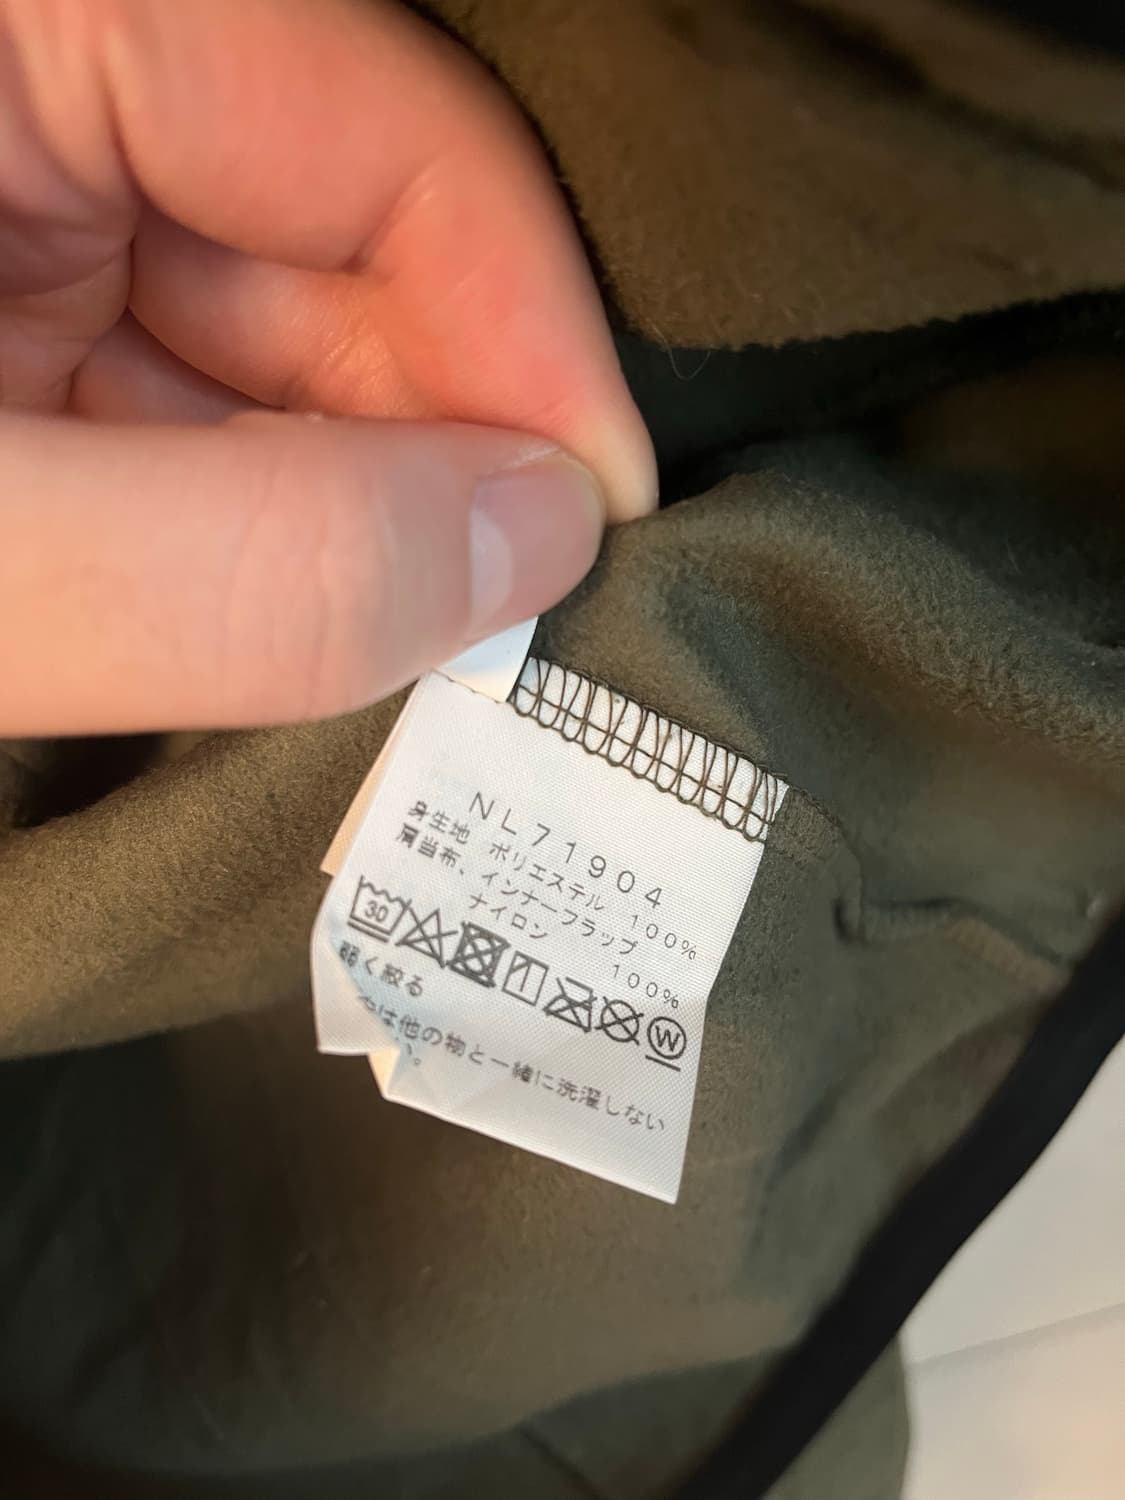 NL71904
身生地 ポリエステル 100%
肩当布、インナーフラップ
ナイロン 100%
30 W
弱く絞る
は他の物と一緒に洗濯しない
い。